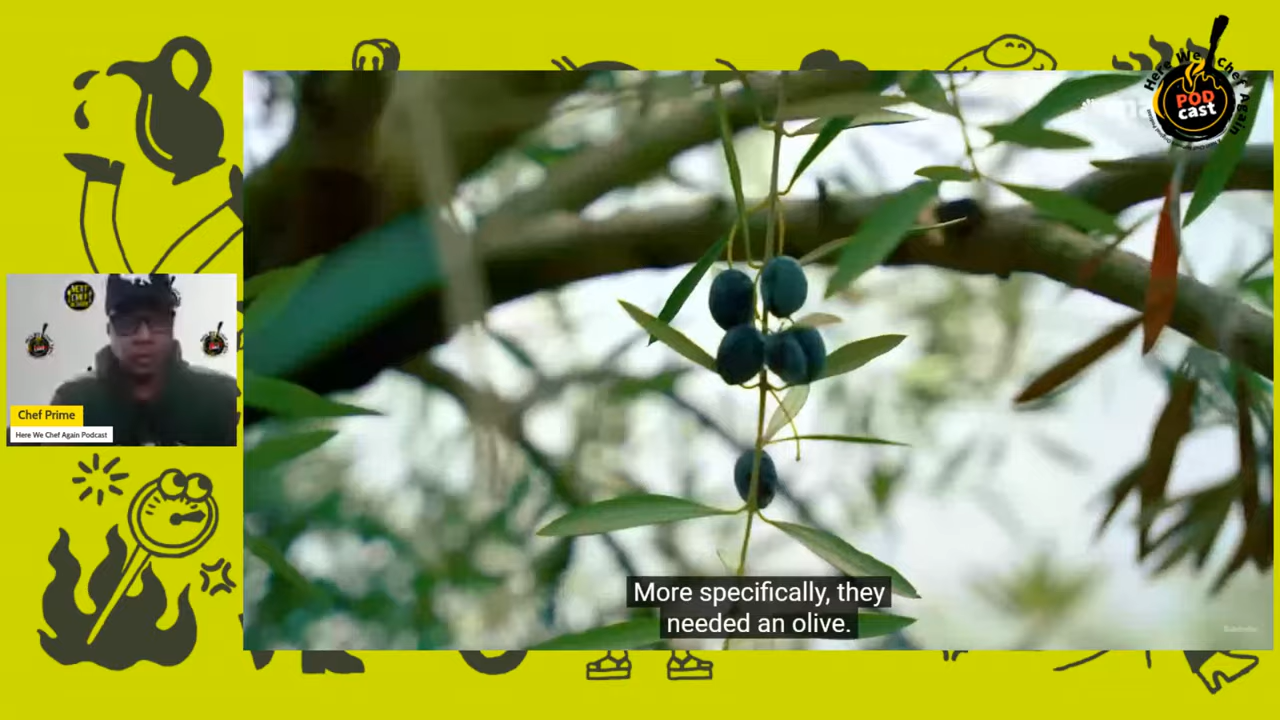 Here We Chef Again
POD
cast
Chef Prime
Here We Chef Again Podcast
More specifically, they
needed an olive.